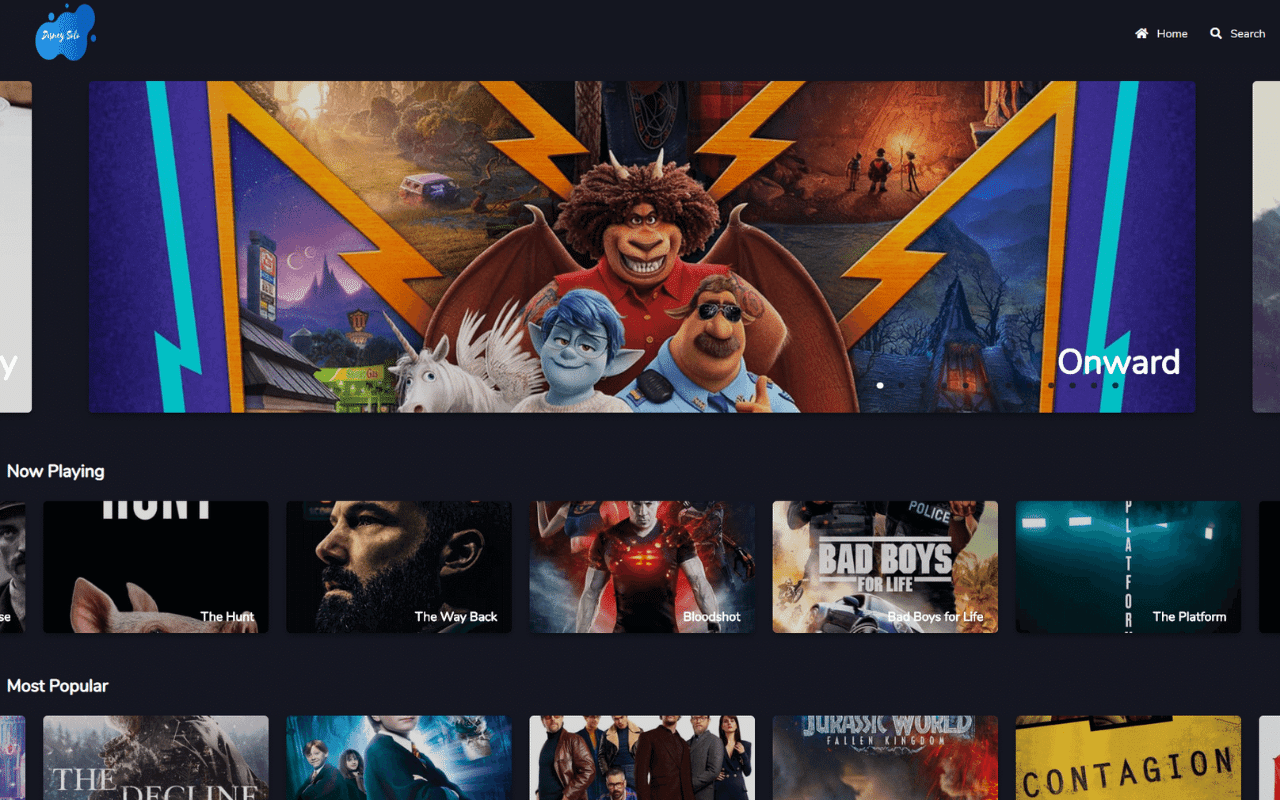 Disney Solo
Home
Search
y
Onward
Now Playing
se
HUNT
The Hunt
The Way Back
Bloodshot
POLICE
BAD BOYS
FOR LIFE
Bad Boys for Life
PLATFOR
The Platform
Most Popular
THE
DECLINE
JURASSIC WORLD
FALLEN KINGDOM
CONTAGION